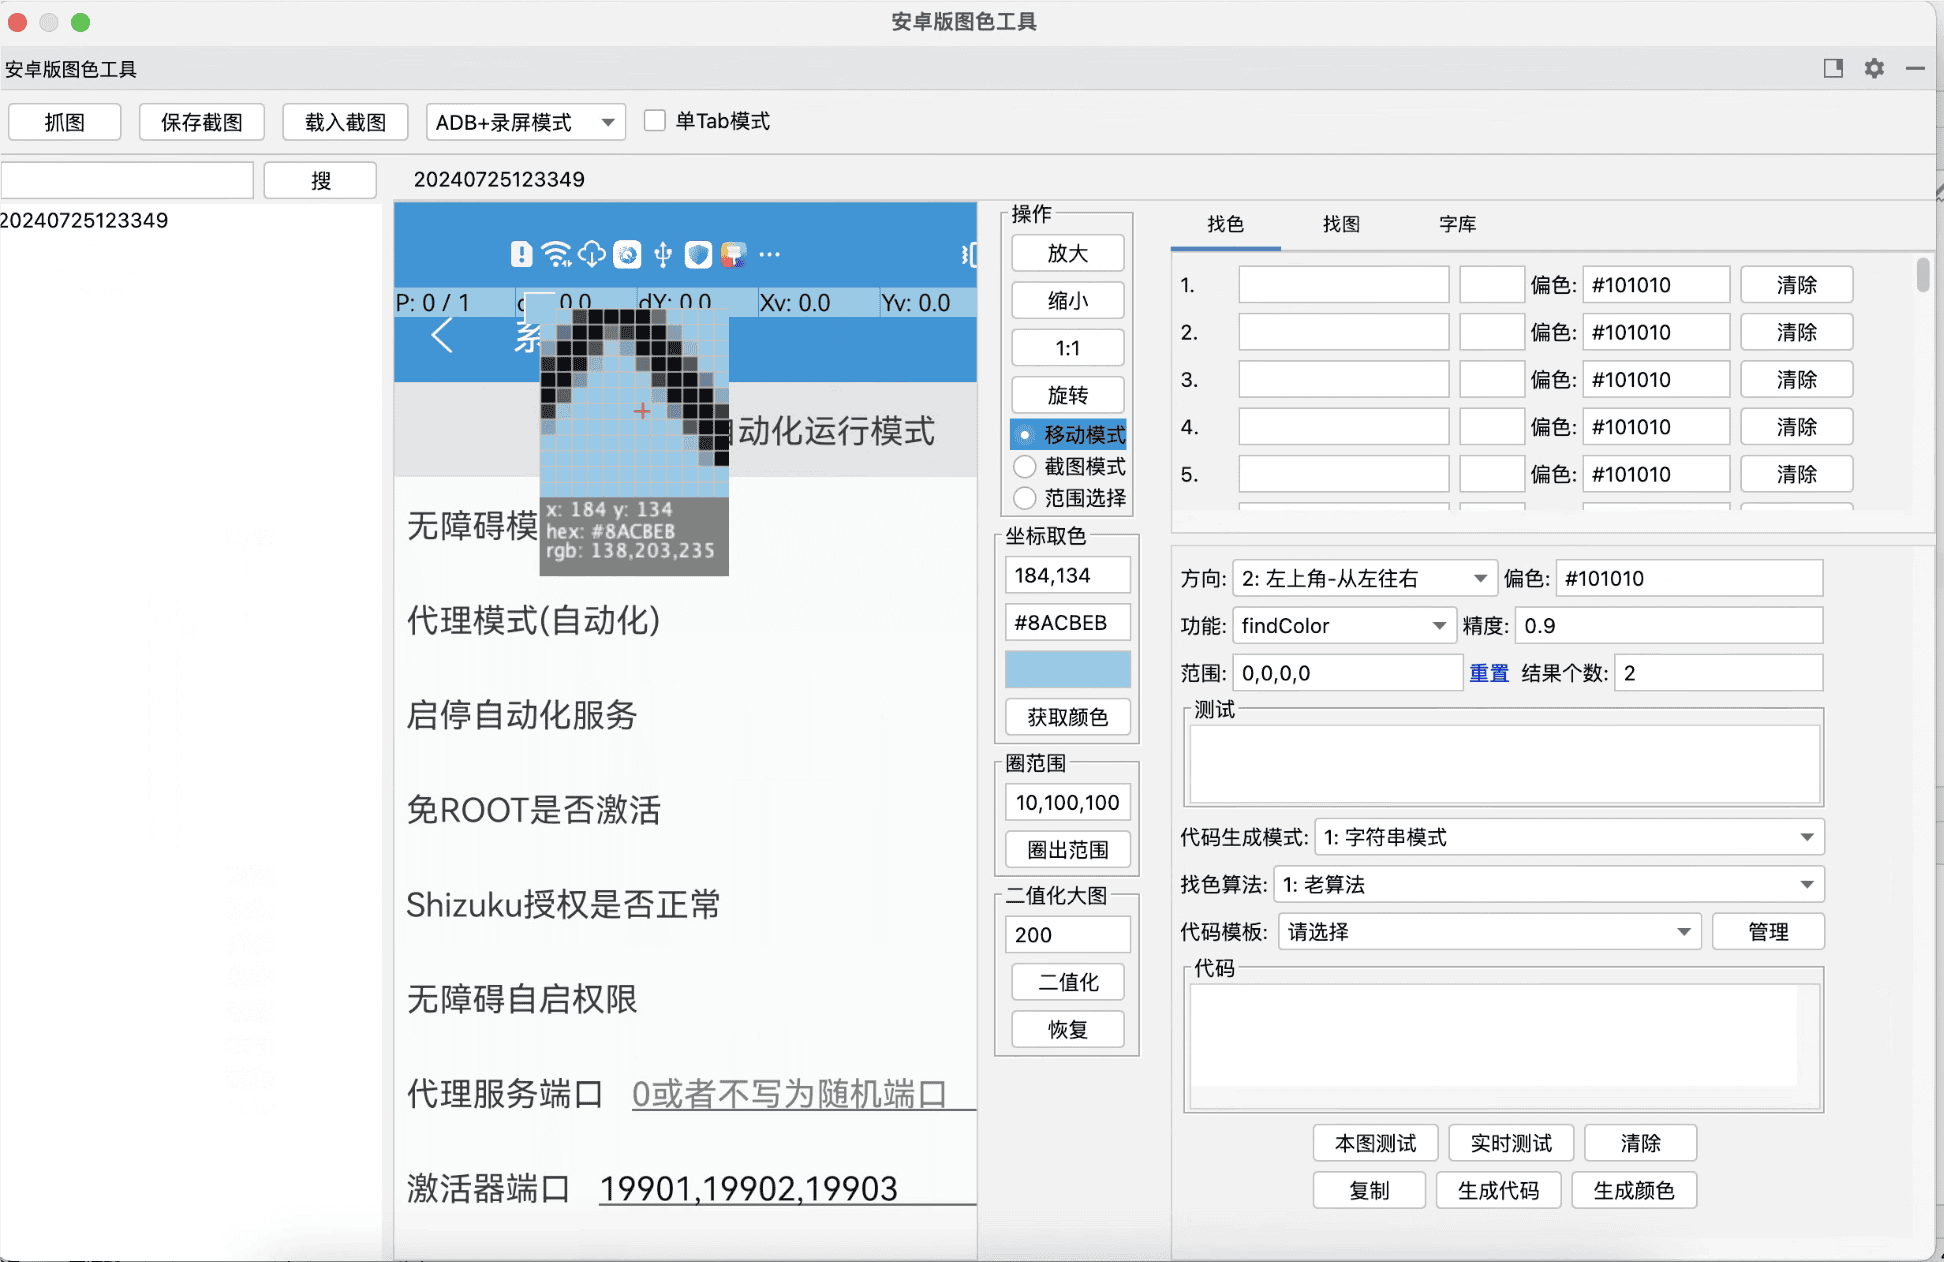 安卓版图色工具
安卓版图色工具
抓图 保存截图 载入截图 ADB+录屏模式 单Tab模式
搜 20240725123349
20240725123349
P: 0 / 1 0.0 dY: 0.0 Xv: 0.0 Yv: 0.0
系
自动化运行模式
x: 184 y: 134
hex: #8ACBEB
rgb: 138,203,235
无障碍模
代理模式(自动化)
启停自动化服务
免ROOT是否激活
Shizuku授权是否正常
无障碍自启权限
代理服务端口 0或者不写为随机端口
激活器端口 19901,19902,19903
操作
放大
缩小
1:1
旋转
移动模式
截图模式
范围选择
坐标取色
184,134
#8ACBEB
获取颜色
圈范围
10,100,100
圈出范围
二值化大图
200
二值化
恢复
找色 找图 字库
1. 偏色: #101010 清除
2. 偏色: #101010 清除
3. 偏色: #101010 清除
4. 偏色: #101010 清除
5. 偏色: #101010 清除
方向: 2: 左上角-从左往右 偏色: #101010
功能: findColor 精度: 0.9
范围: 0,0,0,0 重置 结果个数: 2
测试
代码生成模式: 1: 字符串模式
找色算法: 1: 老算法
代码模板: 请选择 管理
代码
本图测试 实时测试 清除
复制 生成代码 生成颜色